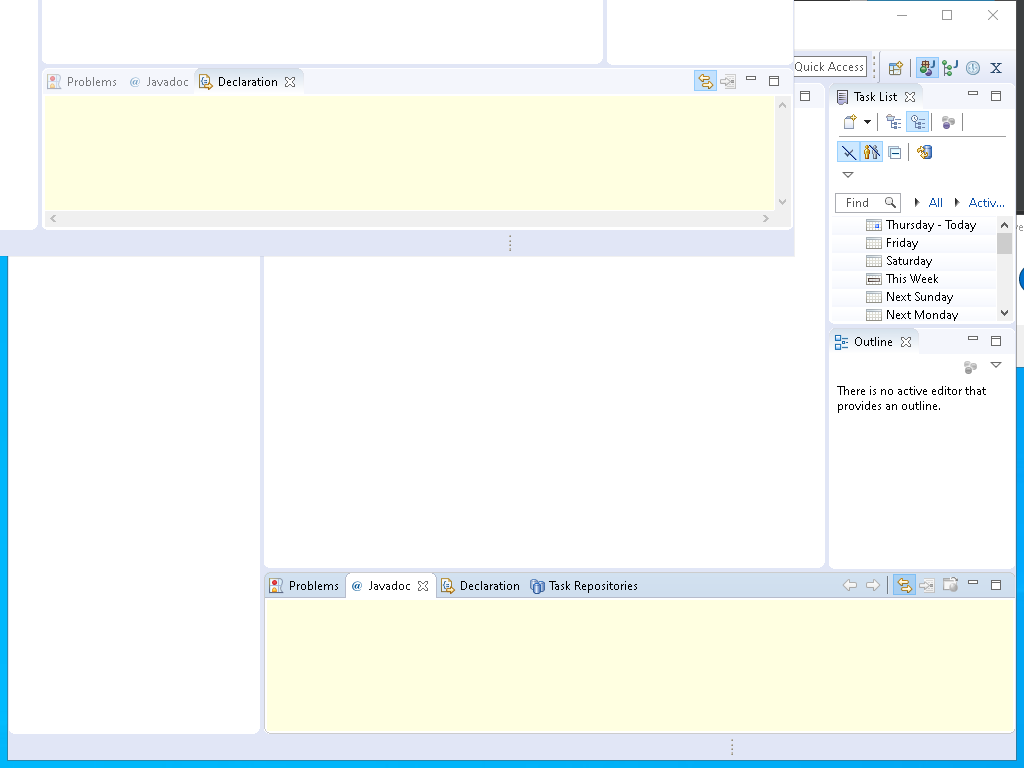 Problems @ Javadoc Declaration
Quick Access
Task List
Find All Activ...
Thursday - Today
Friday
Saturday
This Week
Next Sunday
Next Monday
Outline
There is no active editor that
provides an outline.
Problems @ Javadoc Declaration Task Repositories